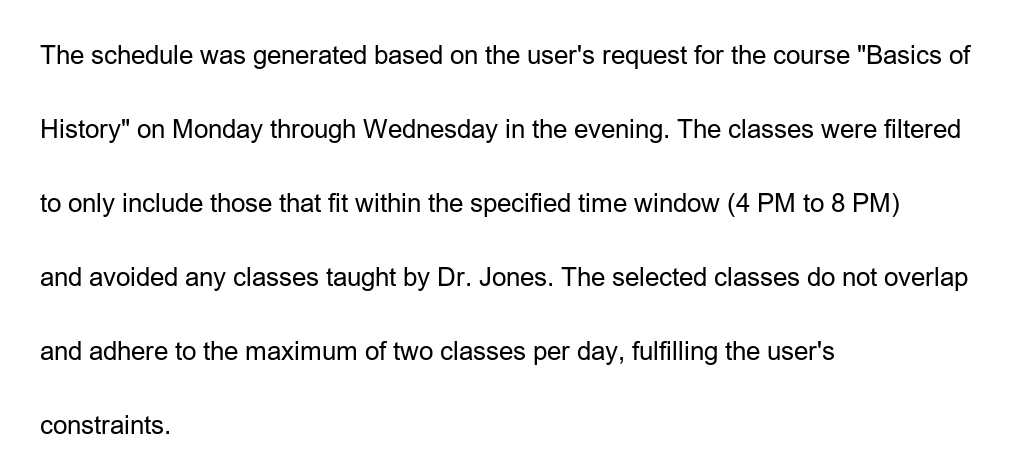 The schedule was generated based on the user's request for the course "Basics of
History" on Monday through Wednesday in the evening. The classes were filtered
to only include those that fit within the specified time window (4 PM to 8 PM)
and avoided any classes taught by Dr. Jones. The selected classes do not overlap
and adhere to the maximum of two classes per day, fulfilling the user's
constraints.